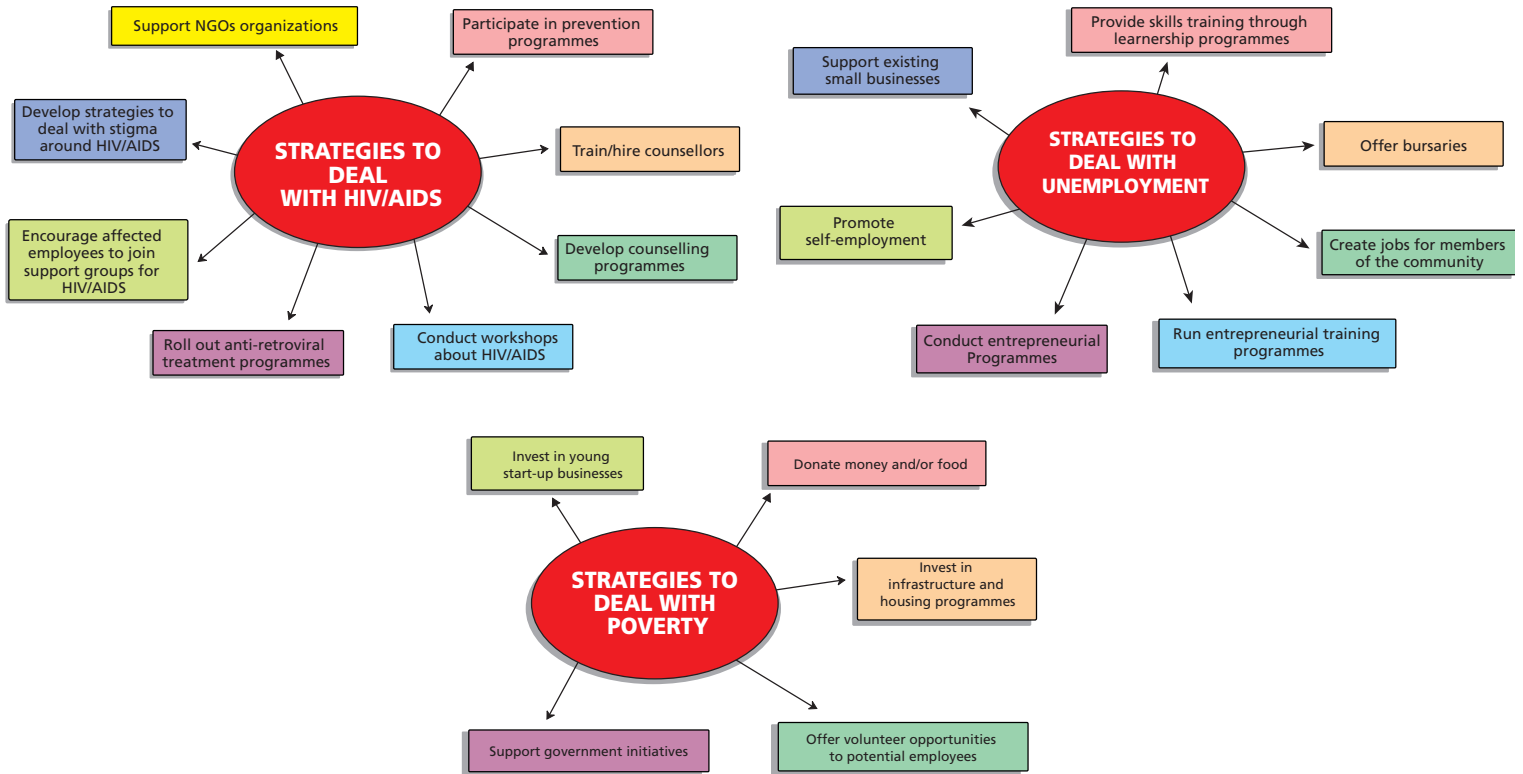 Support NGOs organizations
Participate in prevention
programmes
Develop strategies to
deal with stigma
around HIV/AIDS
STRATEGIES TO
DEAL
WITH HIV/AIDS
Train/hire counsellors
Encourage affected
employees to join
support groups for
HIV/AIDS
Develop counselling
programmes
Roll out anti-retroviral
treatment programmes
Conduct workshops
about HIV/AIDS
Provide skills training through
learnership programmes
Support existing
small businesses
STRATEGIES TO
DEAL WITH
UNEMPLOYMENT
Offer bursaries
Promote
self-employment
Create jobs for members
of the community
Conduct entrepreneurial
Programmes
Run entrepreneurial training
programmes
Invest in young
start-up businesses
Donate money and/or food
STRATEGIES TO
DEAL WITH
POVERTY
Invest in
infrastructure and
housing programmes
Support government initiatives
Offer volunteer opportunities
to potential employees